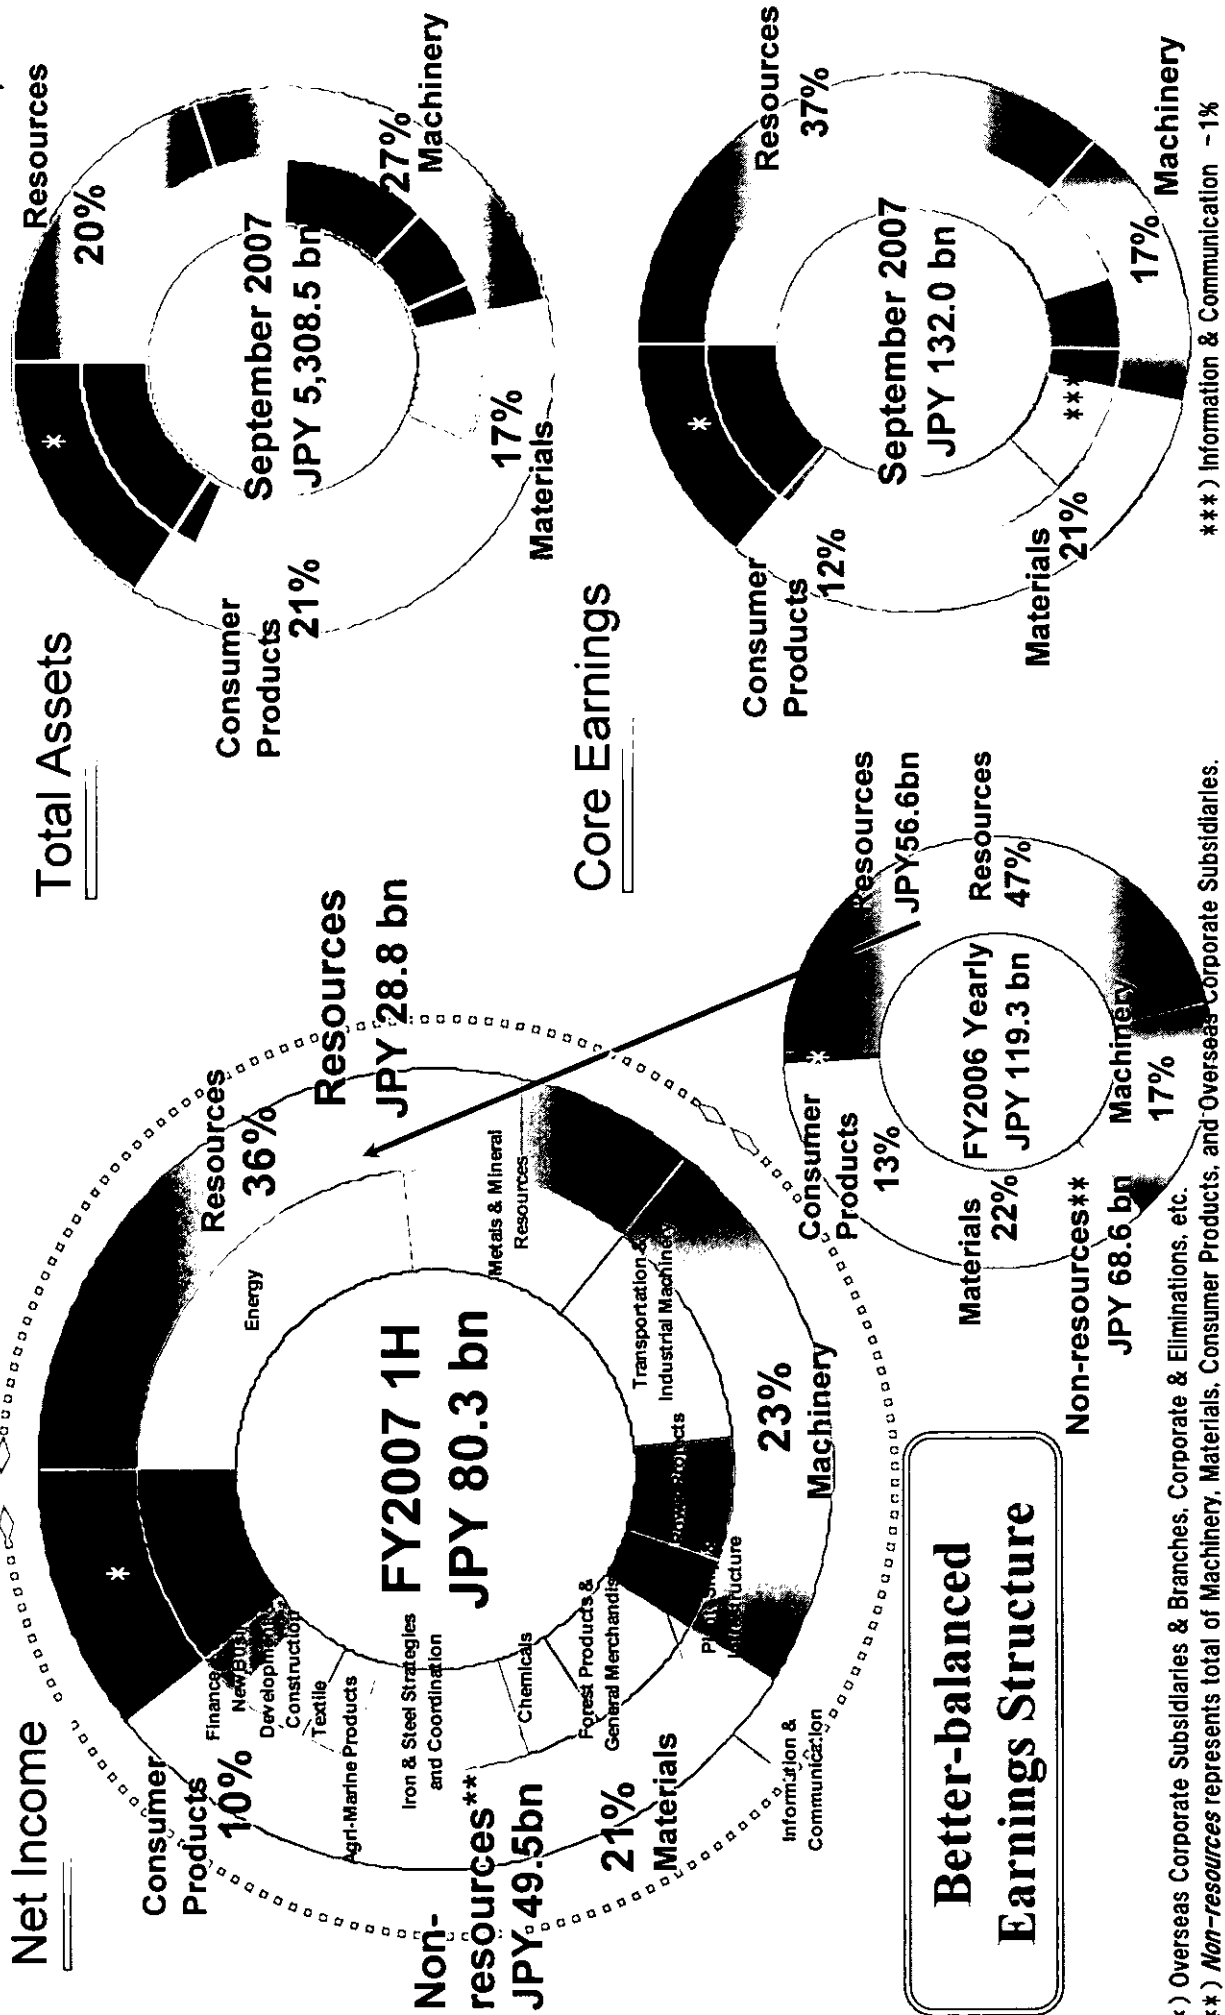 Net Income
Consumer
Products
10%
Resources
36%
Resources
JPY 28.8 bn
Non-
resources**
JPY 49.5bn
FY2007 1H
JPY 80.3 bn
*
Energy
Metals & Mineral
Resources
Transportation &
Industrial Machinery
Finance
Development
Construction
Textile
Agri-Marine Products
Iron & Steel Strategies
and Coordination
Chemicals
Forest Products &
General Merchandise
Information &
Communication
21%
Materials
23%
Machinery
Better-balanced
Earnings Structure
Resources
JPY56.6bn
Resources
47%
*
Consumer
Products
13%
FY2006 Yearly
JPY 119.3 bn
Materials
22%
Machinery
17%
Non-resources**
JPY 68.6 bn
Total Assets
Resources
20%
*
September 2007
JPY 5,308.5 bn
Consumer
Products
21%
27%
Machinery
17%
Materials
Core Earnings
Resources
37%
*
September 2007
JPY 132.0 bn
Consumer
Products
12%
***
Materials
21%
17%
Machinery
***) Information & Communication -1%
*) Overseas Corporate Subsidiaries & Branches, Corporate & Eliminations, etc.
**) Non-resources represents total of Machinery, Materials, Consumer Products, and Overseas Corporate Subsidiaries.